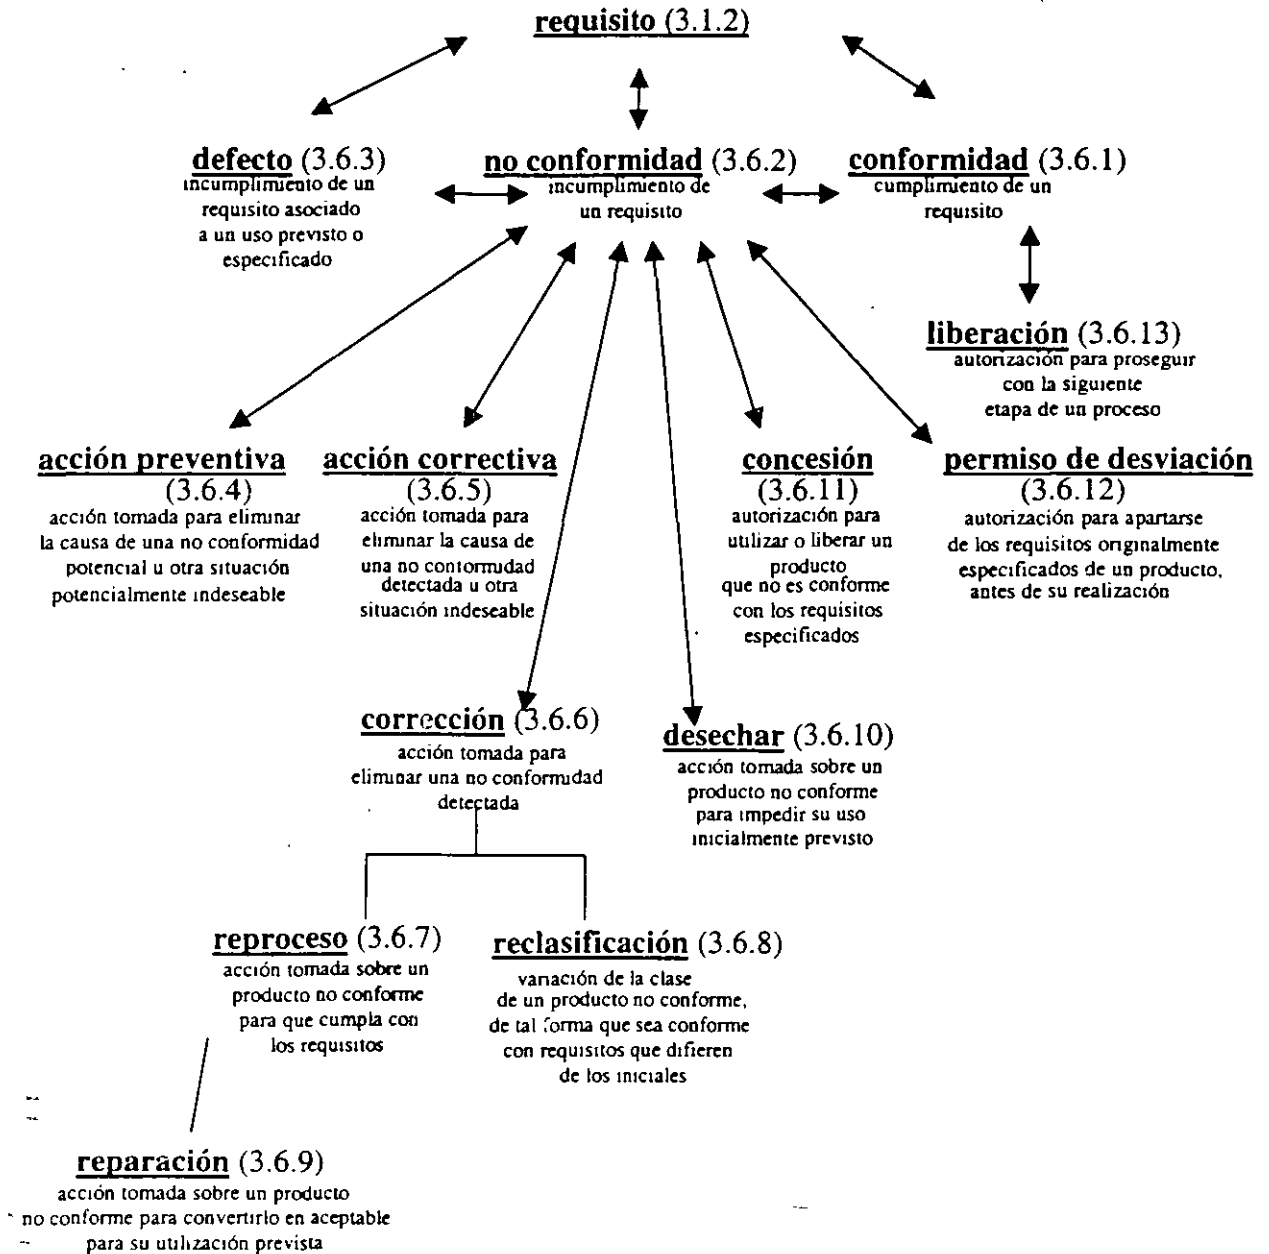 requisito (3.1.2)
defecto (3.6.3)
incumplimiento de un
requisito asociado
a un uso previsto o
especificado
no conformidad (3.6.2)
incumplimiento de
un requisito
conformidad (3.6.1)
cumplimiento de un
requisito
liberación (3.6.13)
autorización para proseguir
con la siguiente
etapa de un proceso
acción preventiva
(3.6.4)
acción tomada para eliminar
la causa de una no conformidad
potencial u otra situación
potencialmente indeseable
acción correctiva
(3.6.5)
acción tomada para
eliminar la causa de
una no conformidad
detectada u otra
situación indeseable
concesión
(3.6.11)
autorización para
utilizar o liberar un
producto
que no es conforme
con los requisitos
especificados
permiso de desviación
(3.6.12)
autorización para apartarse
de los requisitos originalmente
especificados de un producto,
antes de su realización
corrección (3.6.6)
acción tomada para
eliminar una no conformidad
detectada
desechar (3.6.10)
acción tomada sobre un
producto no conforme
para impedir su uso
inicialmente previsto
reproceso (3.6.7)
acción tomada sobre un
producto no conforme
para que cumpla con
los requisitos
reclasificación (3.6.8)
variación de la clase
de un producto no conforme,
de tal forma que sea conforme
con requisitos que difieren
de los iniciales
reparación (3.6.9)
acción tomada sobre un producto
no conforme para convertirlo en aceptable
para su utilización prevista